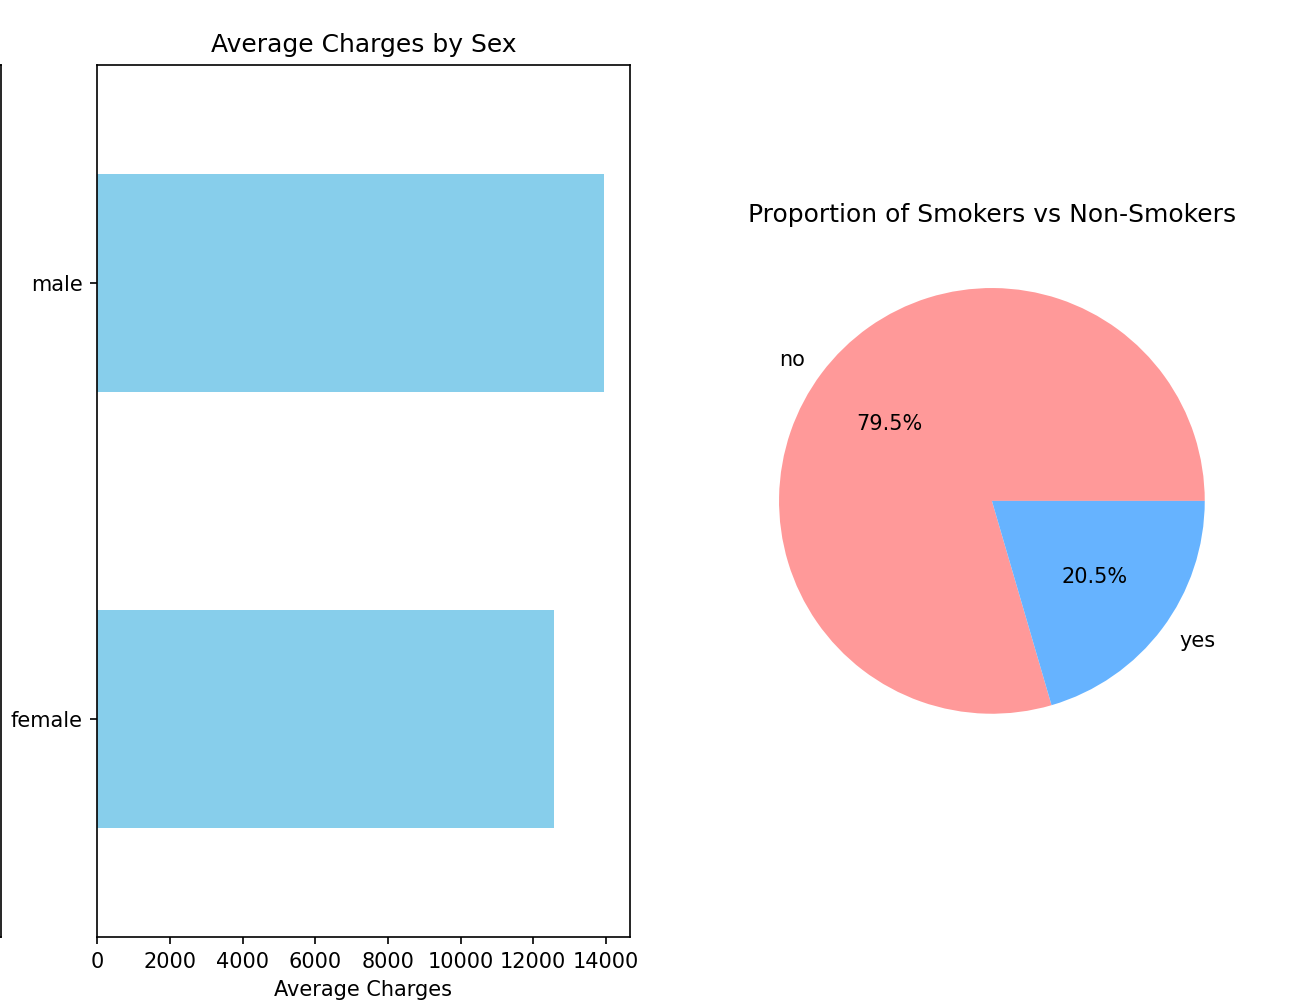 Average Charges by Sex
male
female
0 2000 4000 6000 8000 10000 12000 14000
Average Charges
Proportion of Smokers vs Non-Smokers
no
79.5%
20.5%
yes